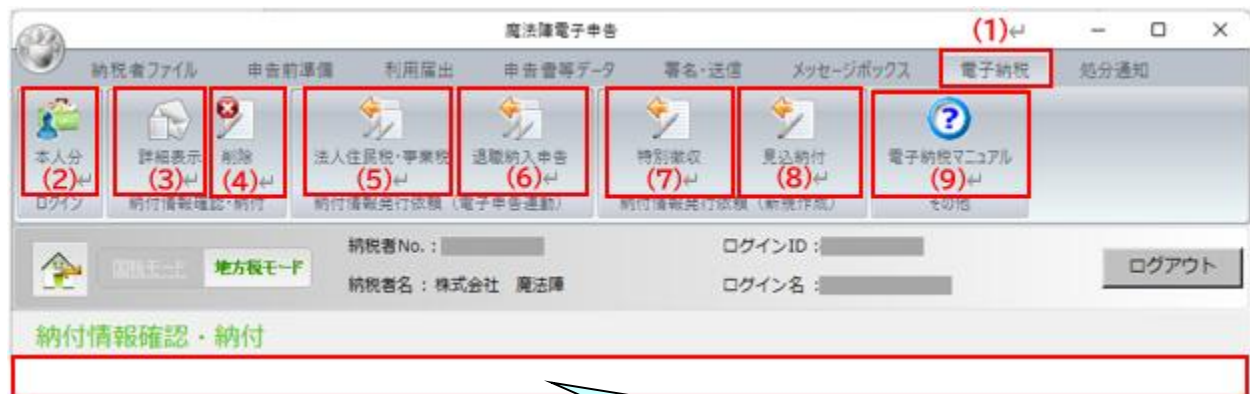 魔法陣電子申告
(1)↵
納税者ファイル 申告前準備 利用届出 申告書等データ 署名・送信 メッセージボックス 電子納税 処分通知
本人分 詳細表示 削除 法人住民税・事業税 退職納入申告 特別徴収 見込納付 電子納税マニュアル
(2)↵ (3)↵ (4)↵ (5)↵ (6)↵ (7)↵ (8)↵ (9)↵
ログイン 納付情報確認・納付 納付情報発行依頼（電子申告連動） 納付情報発行依頼（新規作成） その他
納税者No.： ログインID：
国税モード 地方税モード ログアウト
納税者名：株式会社 魔法陣 ログイン名：
納付情報確認・納付